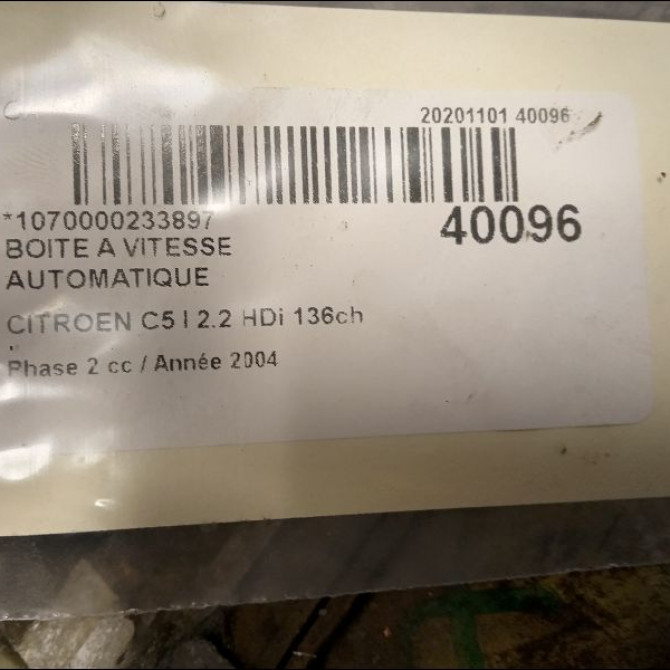 20201101 40096
*1070000233897
40096
BOITE A VITESSE
AUTOMATIQUE
CITROEN C5 I 2.2 HDi 136ch
Phase 2 cc / Année 2004